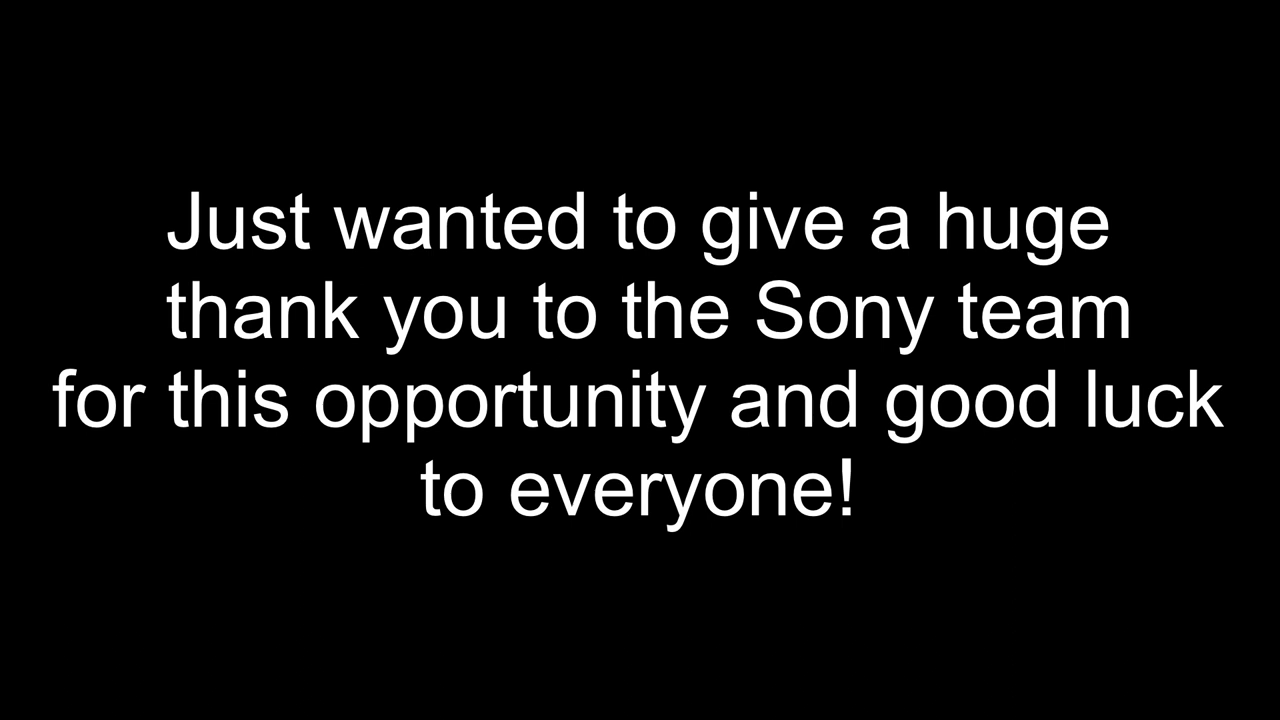 Just wanted to give a huge
thank you to the Sony team
for this opportunity and good luck
to everyone!